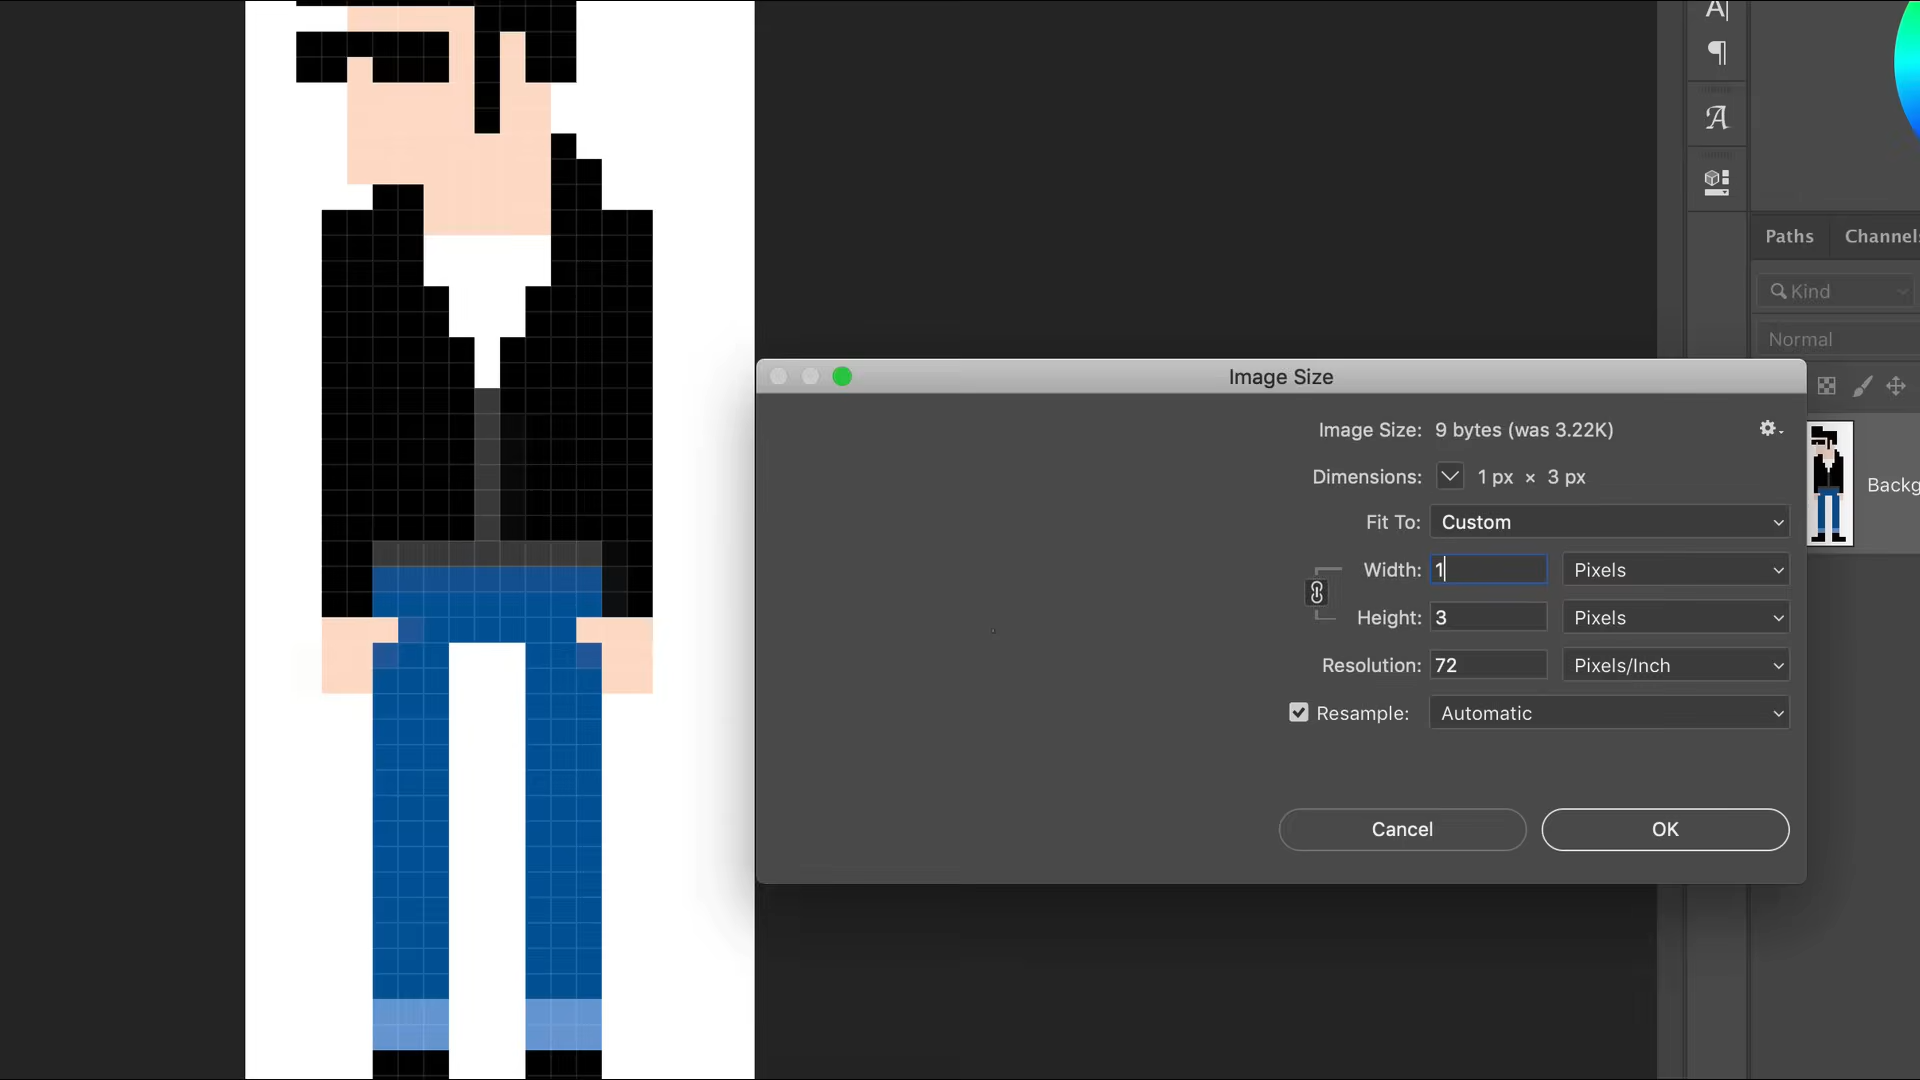 A|
¶
A
Paths
Channels
Kind
Normal
Image Size
Image Size: 9 bytes (was 3.22K)
Dimensions: 1 px × 3 px
Fit To: Custom
Width: 1 Pixels
Height: 3 Pixels
Resolution: 72 Pixels/Inch
Resample: Automatic
Cancel
OK
Backg